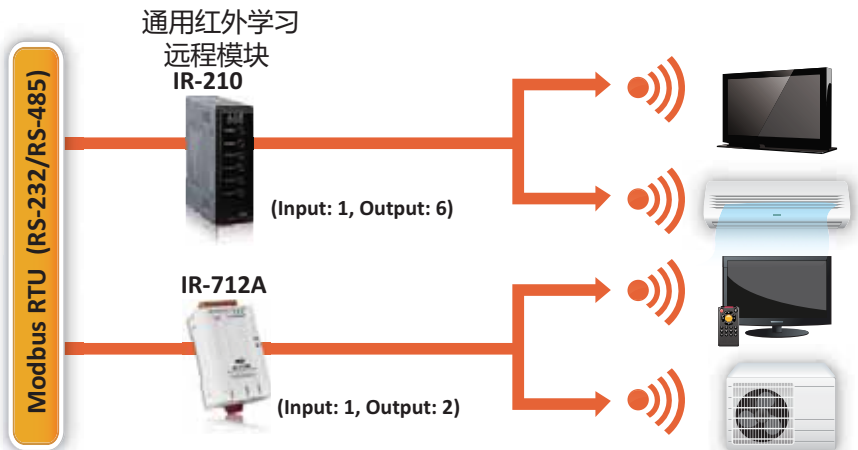 通用红外学习
远程模块
IR-210
(Input: 1, Output: 6)
Modbus RTU (RS-232/RS-485)
IR-712A
(Input: 1, Output: 2)